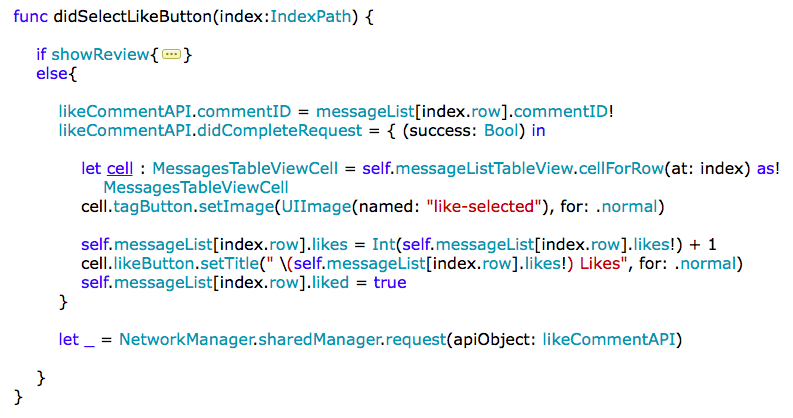 func didSelectLikeButton(index:IndexPath) {
if showReview{•••}
else{
likeCommentAPI.commentID = messageList[index.row].commentID!
likeCommentAPI.didCompleteRequest = { (success: Bool) in
let cell : MessagesTableViewCell = self.messageListTableView.cellForRow(at: index) as!
MessagesTableViewCell
cell.tagButton.setImage(UIImage(named: "like-selected"), for: .normal)
self.messageList[index.row].likes = Int(self.messageList[index.row].likes!) + 1
cell.likeButton.setTitle(" \(self.messageList[index.row].likes!) Likes", for: .normal)
self.messageList[index.row].liked = true
}
let _ = NetworkManager.sharedManager.request(apiObject: likeCommentAPI)
}
}